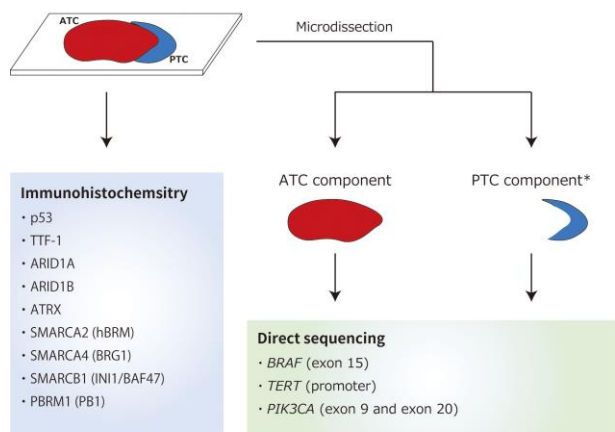 ATC
PTC
Microdissection
ATC component
PTC component*
Immunohistochemsitry
・p53
・TTF-1
・ARID1A
・ARID1B
・ATRX
・SMARCA2 (hBRM)
・SMARCA4 (BRG1)
・SMARCB1 (INI1/BAF47)
・PBRM1 (PB1)
Direct sequencing
・BRAF (exon 15)
・TERT (promoter)
・PIK3CA (exon 9 and exon 20)